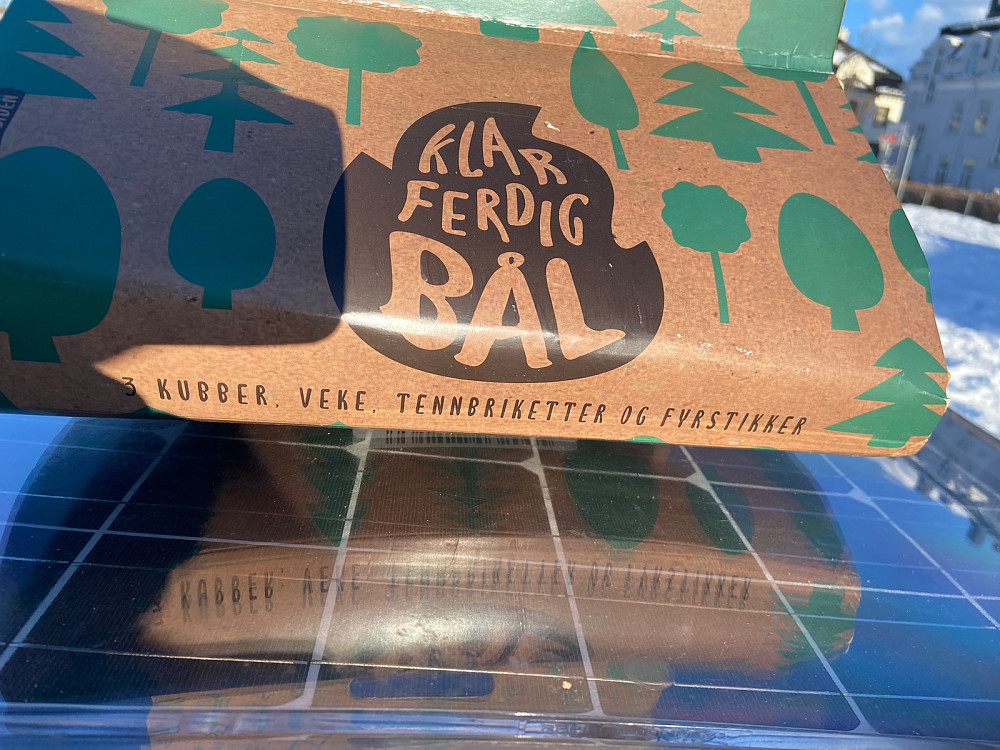 KLAR
FERDIG
BÅL
3 KUBBER, VEKE, TENNBRIKETTER OG FYRSTIKKER